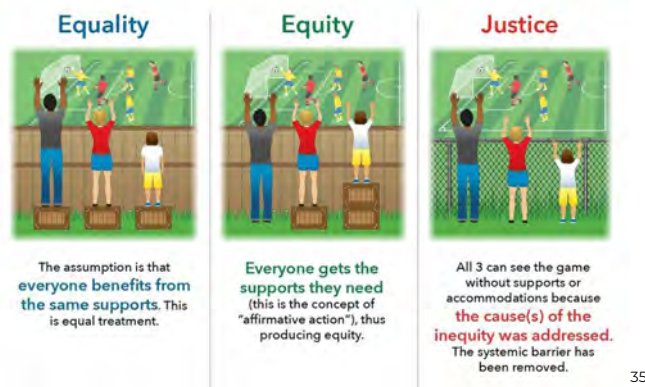 Equality
The assumption is that
everyone benefits from
the same supports. This
is equal treatment.
Equity
Everyone gets the
supports they need
(this is the concept of
"affirmative action"), thus
producing equity.
Justice
All 3 can see the game
without supports or
accommodations because
the cause(s) of the
inequity was addressed.
The systemic barrier has
been removed.
35